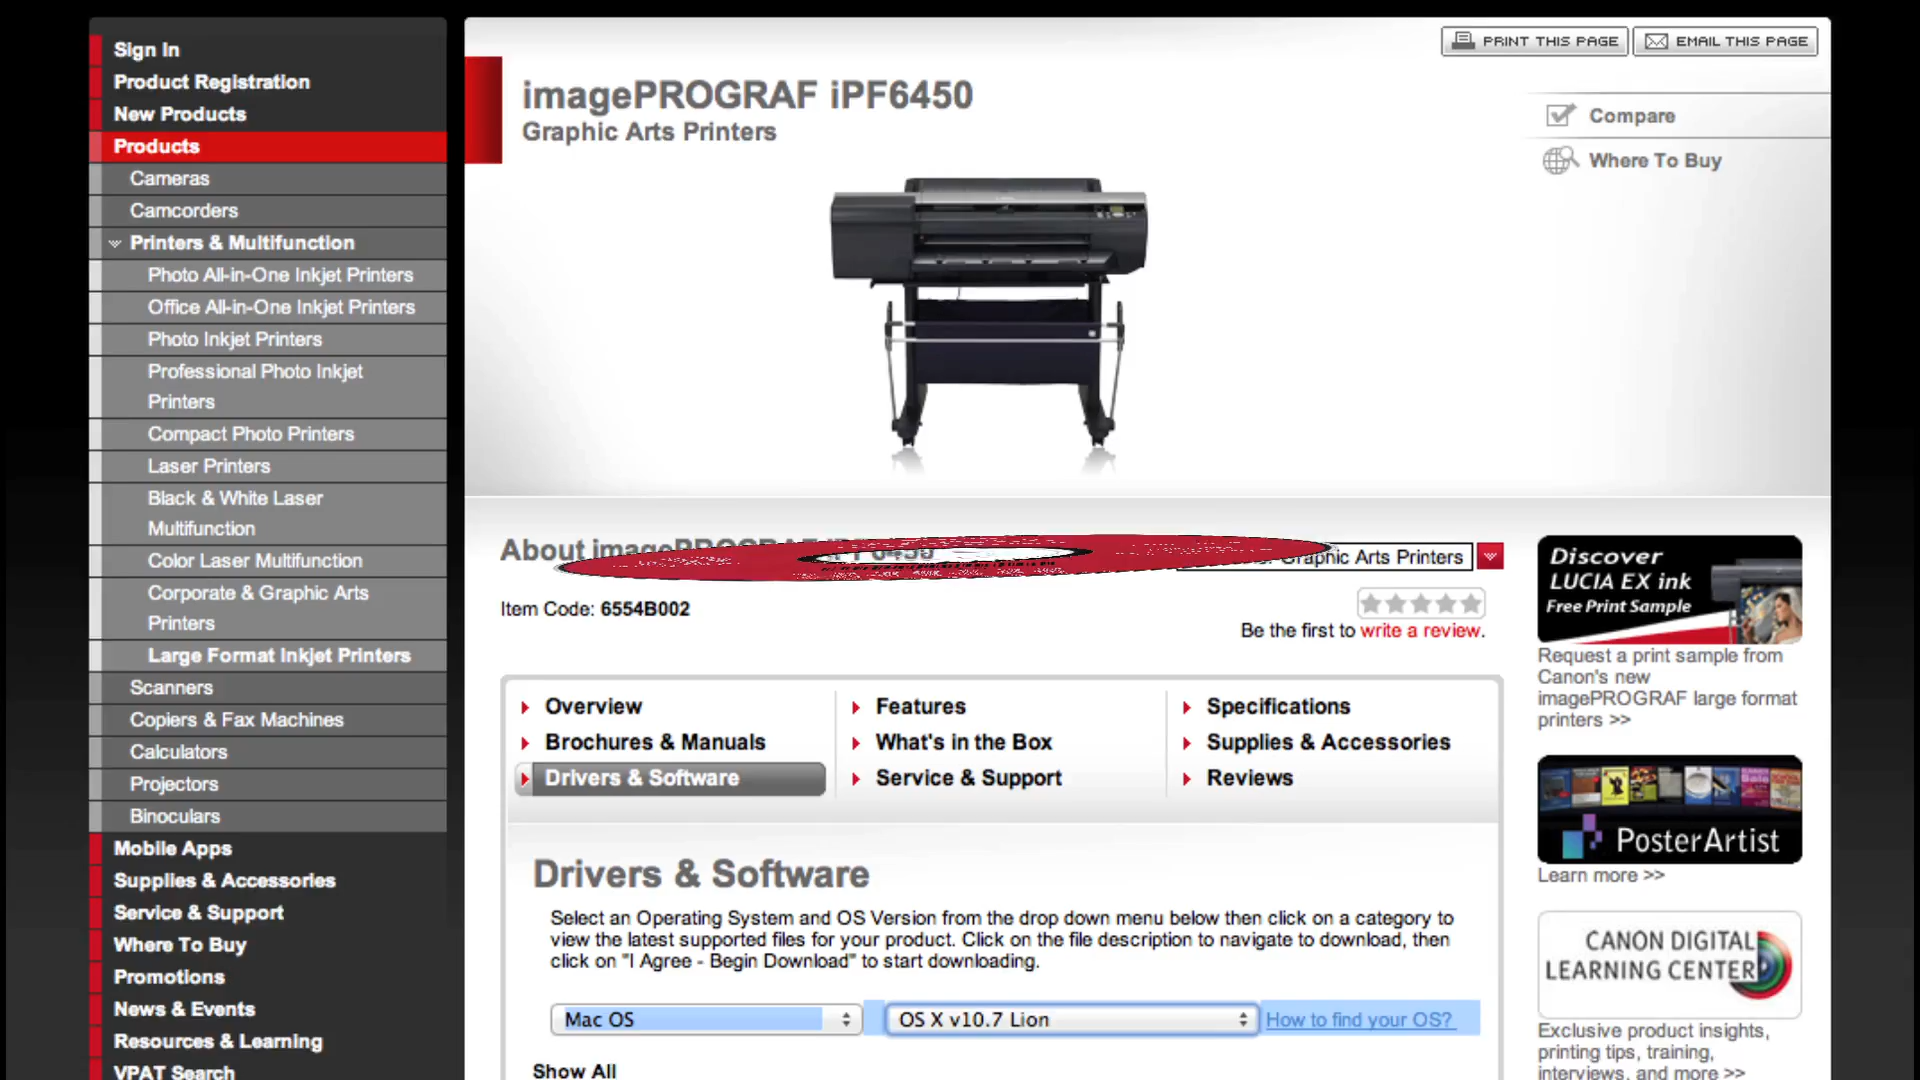 Sign In
Product Registration
New Products
Products
Cameras
Camcorders
Printers & Multifunction
Photo All-in-One Inkjet Printers
Office All-in-One Inkjet Printers
Photo Inkjet Printers
Professional Photo Inkjet
Printers
Compact Photo Printers
Laser Printers
Black & White Laser
Multifunction
Color Laser Multifunction
Corporate & Graphic Arts
Printers
Large Format Inkjet Printers
Scanners
Copiers & Fax Machines
Calculators
Projectors
Binoculars
Mobile Apps
Supplies & Accessories
Service & Support
Where To Buy
Promotions
News & Events
Resources & Learning
VPAT Search
PRINT THIS PAGE
EMAIL THIS PAGE
imagePROGRAF iPF6450
Graphic Arts Printers
Compare
Where To Buy
About imagePROGRAF iPF6450
Graphic Arts Printers
Item Code: 6554B002
Be the first to write a review.
Overview
Features
Specifications
Brochures & Manuals
What's in the Box
Supplies & Accessories
Drivers & Software
Service & Support
Reviews
Drivers & Software
Select an Operating System and OS Version from the drop down menu below then click on a category to
view the latest supported files for your product. Click on the file description to navigate to download, then
click on "I Agree - Begin Download" to start downloading.
Mac OS
OS X v10.7 Lion
How to find your OS?
Show All
Discover
LUCIA EX ink
Free Print Sample
Request a print sample from
Canon's new
imagePROGRAF large format
printers >>
PosterArtist
Learn more >>
CANON DIGITAL
LEARNING CENTER
Exclusive product insights,
printing tips, training,
interviews, and more >>